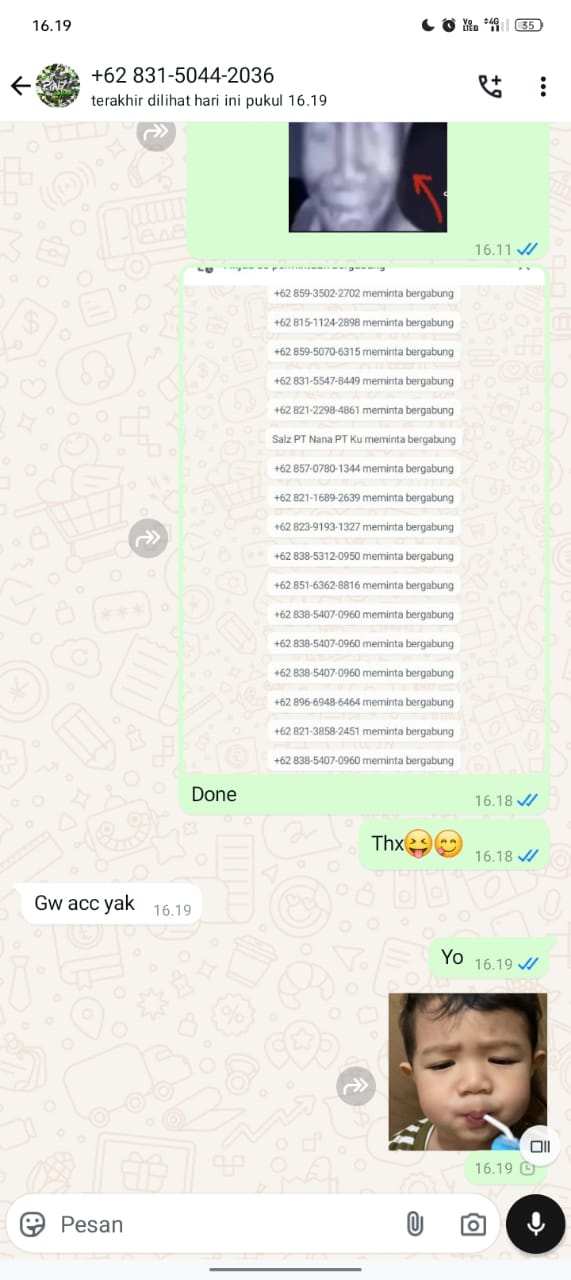 16.19
Vo
LTED
4G
35
+62 831-5044-2036
terakhir dilihat hari ini pukul 16.19
16.11
permintaan bergabung
+62 859-3502-2702 meminta bergabung
+62 815-1124-2898 meminta bergabung
+62 859-5070-6315 meminta bergabung
+62 831-5547-8449 meminta bergabung
+62 821-2298-4861 meminta bergabung
Salz PT Nana PT Ku meminta bergabung
+62 857-0780-1344 meminta bergabung
+62 821-1689-2639 meminta bergabung
+62 823-9193-1327 meminta bergabung
+62 838-5312-0950 meminta bergabung
+62 851-6362-8816 meminta bergabung
+62 838-5407-0960 meminta bergabung
+62 838-5407-0960 meminta bergabung
+62 838-5407-0960 meminta bergabung
+62 896-6948-6464 meminta bergabung
+62 821-3858-2451 meminta bergabung
+62 838-5407-0960 meminta bergabung
Done
16.18
Thx😝😋 16.18
Gw acc yak 16.19
Yo 16.19
16.19
Pesan